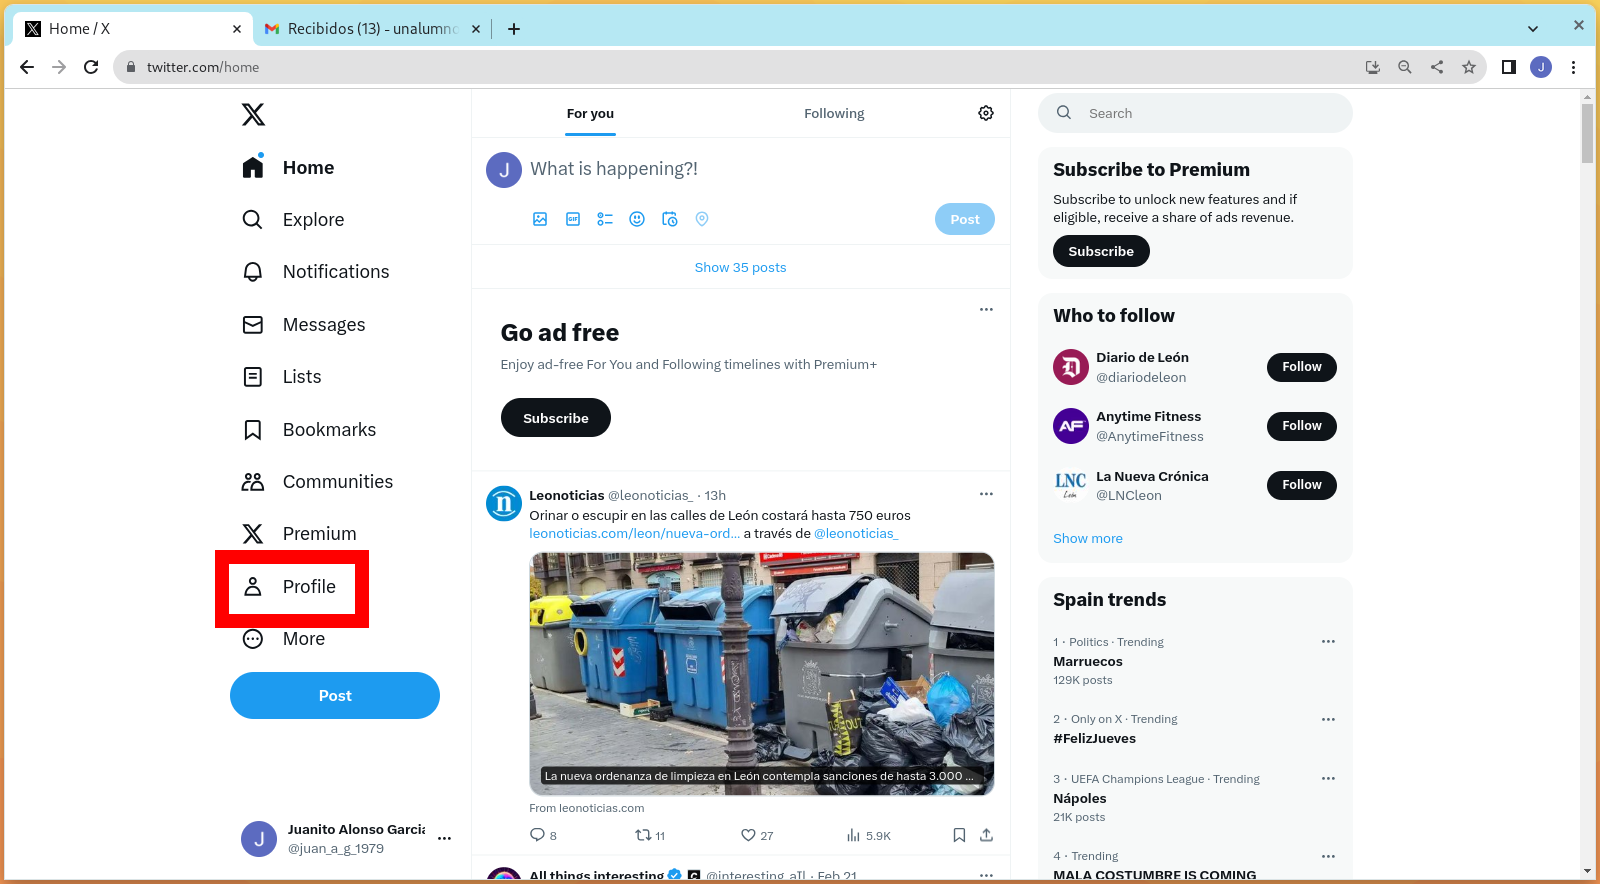 Home / X
Recibidos (13) - unalumno
twitter.com/home
J
Home
Explore
Notifications
Messages
Lists
Bookmarks
Communities
Premium
Profile
More
Post
J
Juanito Alonso Garcia
@juan_a_g_1979
For you
Following
J
What is happening?!
GIF
Post
Show 35 posts
Go ad free
Enjoy ad-free For You and Following timelines with Premium+
Subscribe
n
Leonoticias @leonoticias_ · 13h
Orinar o escupir en las calles de León costará hasta 750 euros
leonoticias.com/leon/nueva-ord... a través de @leonoticias_
La nueva ordenanza de limpieza en León contempla sanciones de hasta 3.000 ...
From leonoticias.com
8
11
27
5.9K
All things interesting @interesting_aIl · Feb 21
Search
Subscribe to Premium
Subscribe to unlock new features and if
eligible, receive a share of ads revenue.
Subscribe
Who to follow
D
Diario de León
@diariodeleon
Follow
AF
Anytime Fitness
@AnytimeFitness
Follow
LNC
León
La Nueva Crónica
@LNCleon
Follow
Show more
Spain trends
1 · Politics · Trending
Marruecos
129K posts
2 · Only on X · Trending
#FelizJueves
3 · UEFA Champions League · Trending
Nápoles
21K posts
4 · Trending
MALA COSTUMBRE IS COMING